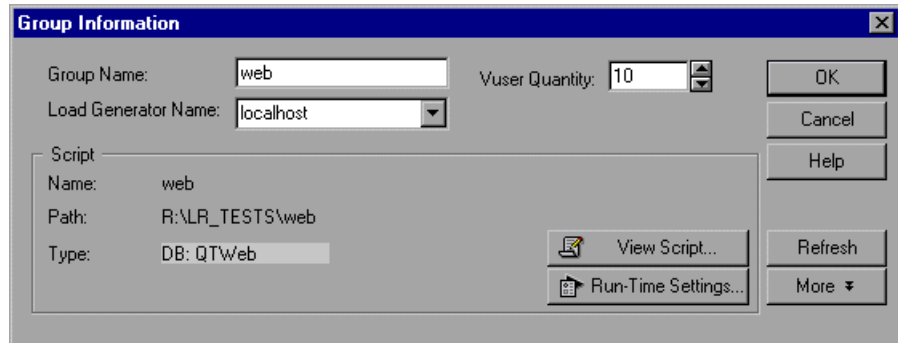 Group Information
Group Name: web Vuser Quantity: 10 OK
Load Generator Name: localhost Cancel
Script Help
Name: web
Path: R:\LR_TESTS\web
Type: DB: QTWeb View Script... Refresh
Run-Time Settings... More